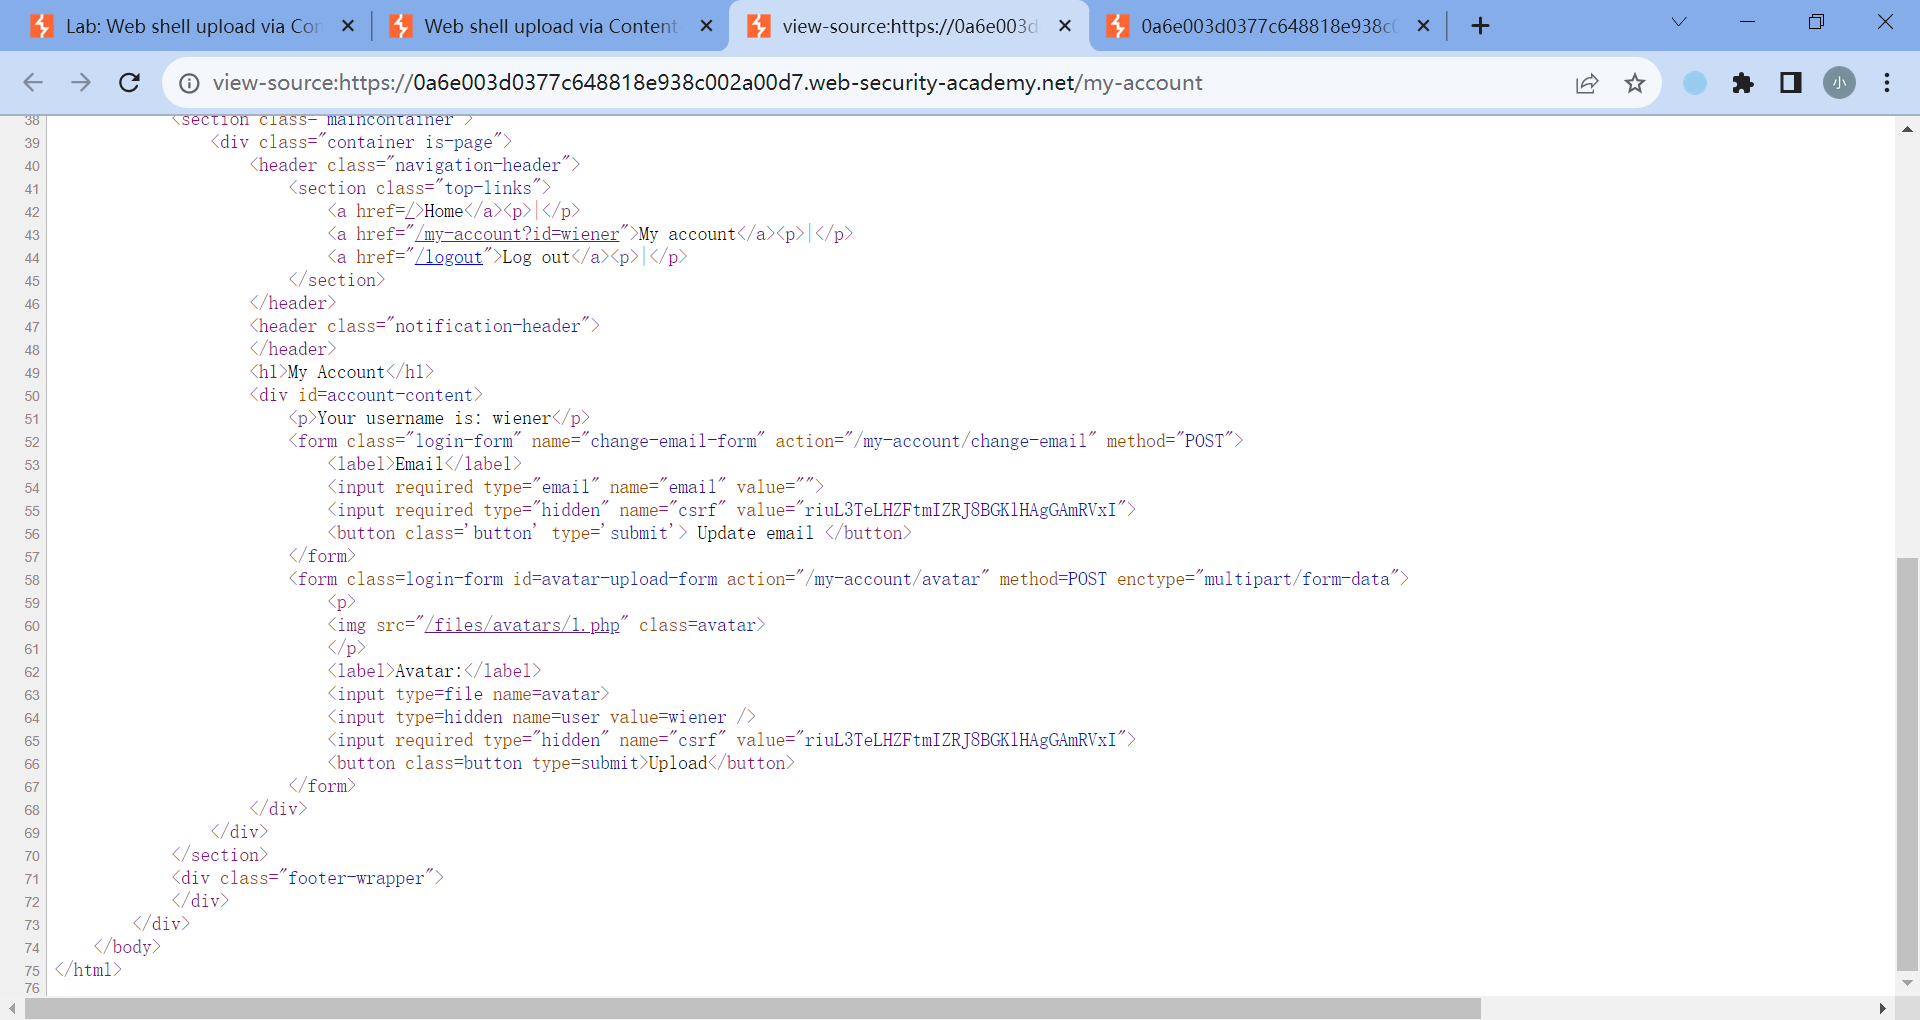 Lab: Web shell upload via Con
Web shell upload via Content
view-source:https://0a6e003d
0a6e003d0377c648818e938c0
view-source:https://0a6e003d0377c648818e938c002a00d7.web-security-academy.net/my-account
小
38 <section class="maincontainer">
39 <div class="container is-page">
40 <header class="navigation-header">
41 <section class="top-links">
42 <a href=/>Home</a><p>|</p>
43 <a href="/my-account?id=wiener">My account</a><p>|</p>
44 <a href="/logout">Log out</a><p>|</p>
45 </section>
46 </header>
47 <header class="notification-header">
48 </header>
49 <h1>My Account</h1>
50 <div id=account-content>
51 <p>Your username is: wiener</p>
52 <form class="login-form" name="change-email-form" action="/my-account/change-email" method="POST">
53 <label>Email</label>
54 <input required type="email" name="email" value="">
55 <input required type="hidden" name="csrf" value="riuL3TeLHZFtmIZRJ8BGK1HAgGAmRVxI">
56 <button class='button' type='submit'> Update email </button>
57 </form>
58 <form class=login-form id=avatar-upload-form action="/my-account/avatar" method=POST enctype="multipart/form-data">
59 <p>
60 <img src="/files/avatars/1.php" class=avatar>
61 </p>
62 <label>Avatar:</label>
63 <input type=file name=avatar>
64 <input type=hidden name=user value=wiener />
65 <input required type="hidden" name="csrf" value="riuL3TeLHZFtmIZRJ8BGK1HAgGAmRVxI">
66 <button class=button type=submit>Upload</button>
67 </form>
68 </div>
69 </div>
70 </section>
71 <div class="footer-wrapper">
72 </div>
73 </div>
74 </body>
75 </html>
76